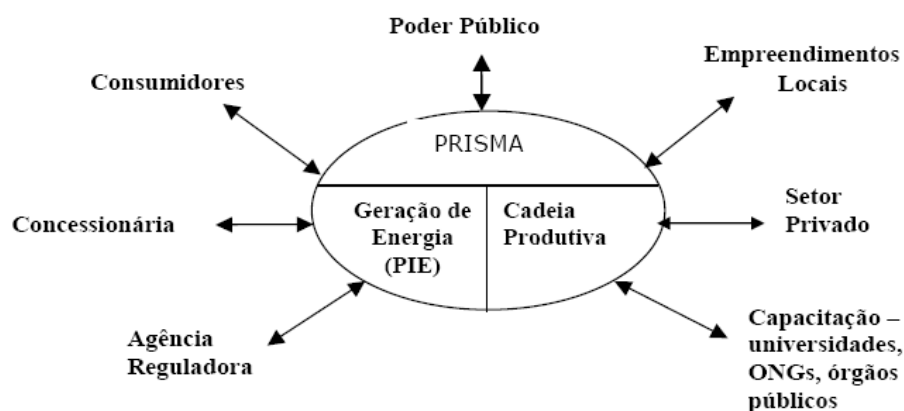 Poder Público
Empreendimentos
Locais
Consumidores
PRISMA
Concessionária
Geração de
Energia
(PIE)
Cadeia
Produtiva
Setor
Privado
Agência
Reguladora
Capacitação –
universidades,
ONGs, órgãos
públicos